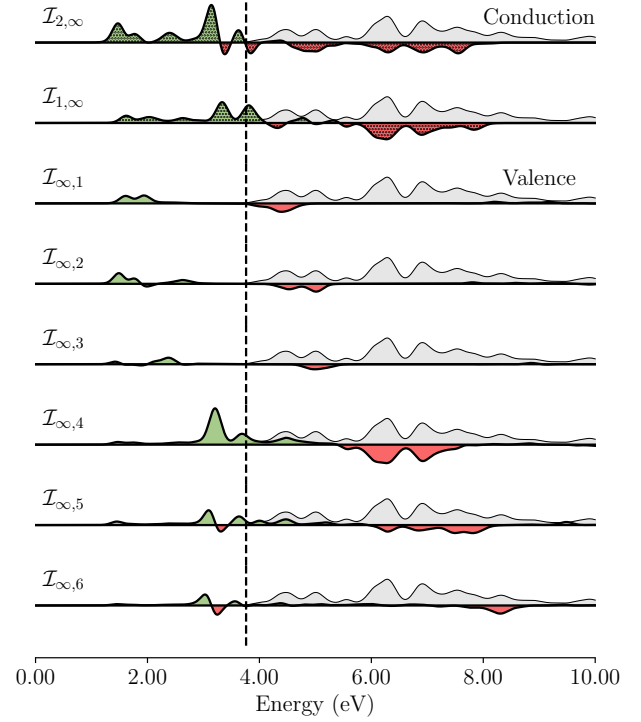 ℐ₂,∞ Conduction
ℐ₁,∞
ℐ∞,₁ Valence
ℐ∞,₂
ℐ∞,₃
ℐ∞,₄
ℐ∞,₅
ℐ∞,₆
0.00 2.00 4.00 6.00 8.00 10.00
Energy (eV)